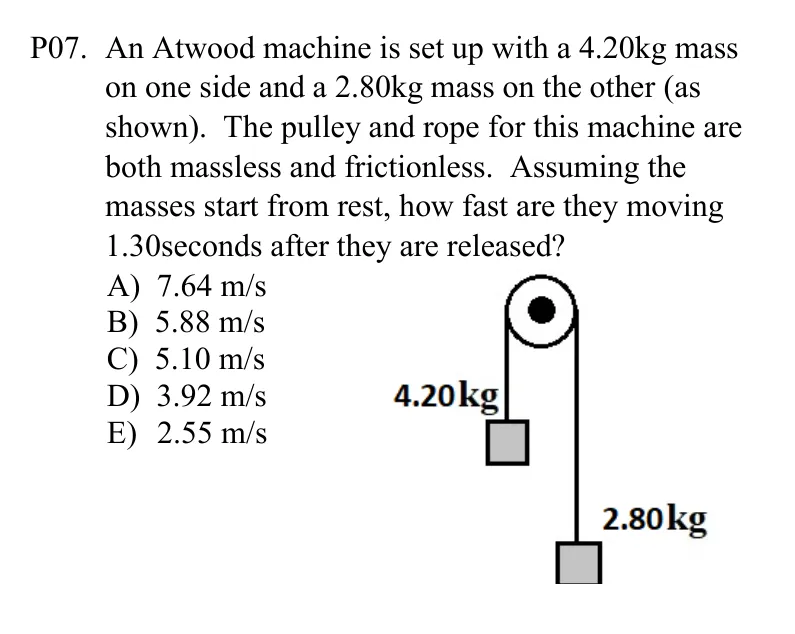 P07. An Atwood machine is set up with a 4.20kg mass
on one side and a 2.80kg mass on the other (as
shown). The pulley and rope for this machine are
both massless and frictionless. Assuming the
masses start from rest, how fast are they moving
1.30seconds after they are released?
A) 7.64 m/s
B) 5.88 m/s
C) 5.10 m/s
D) 3.92 m/s
E) 2.55 m/s
4.20kg
2.80kg